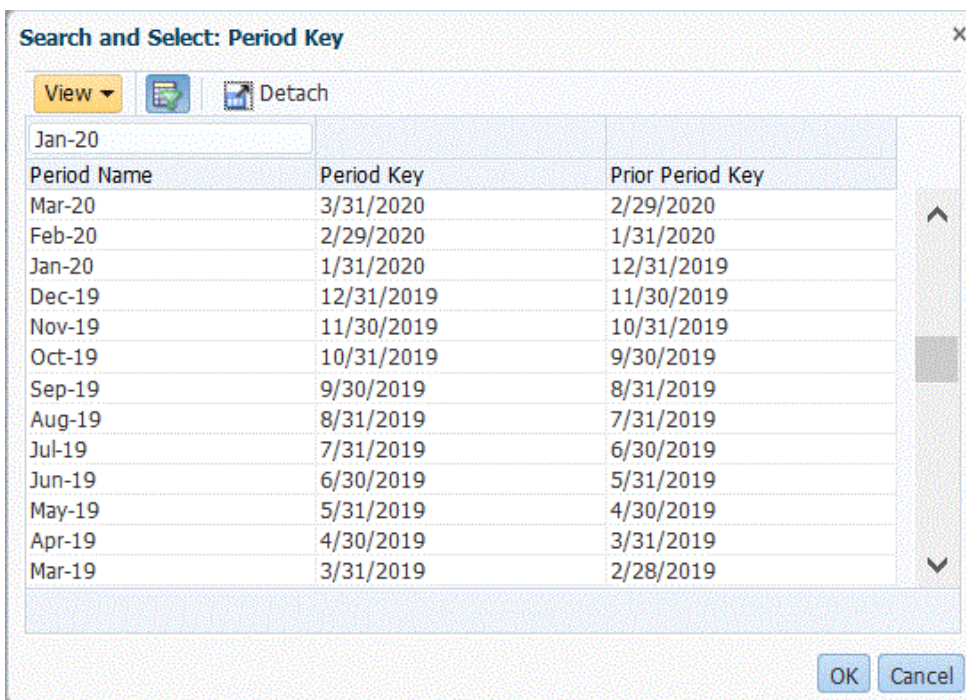 Search and Select: Period Key ×
View Detach
Jan-20
Period Name Period Key Prior Period Key
Mar-20 3/31/2020 2/29/2020
Feb-20 2/29/2020 1/31/2020
Jan-20 1/31/2020 12/31/2019
Dec-19 12/31/2019 11/30/2019
Nov-19 11/30/2019 10/31/2019
Oct-19 10/31/2019 9/30/2019
Sep-19 9/30/2019 8/31/2019
Aug-19 8/31/2019 7/31/2019
Jul-19 7/31/2019 6/30/2019
Jun-19 6/30/2019 5/31/2019
May-19 5/31/2019 4/30/2019
Apr-19 4/30/2019 3/31/2019
Mar-19 3/31/2019 2/28/2019
OK Cancel